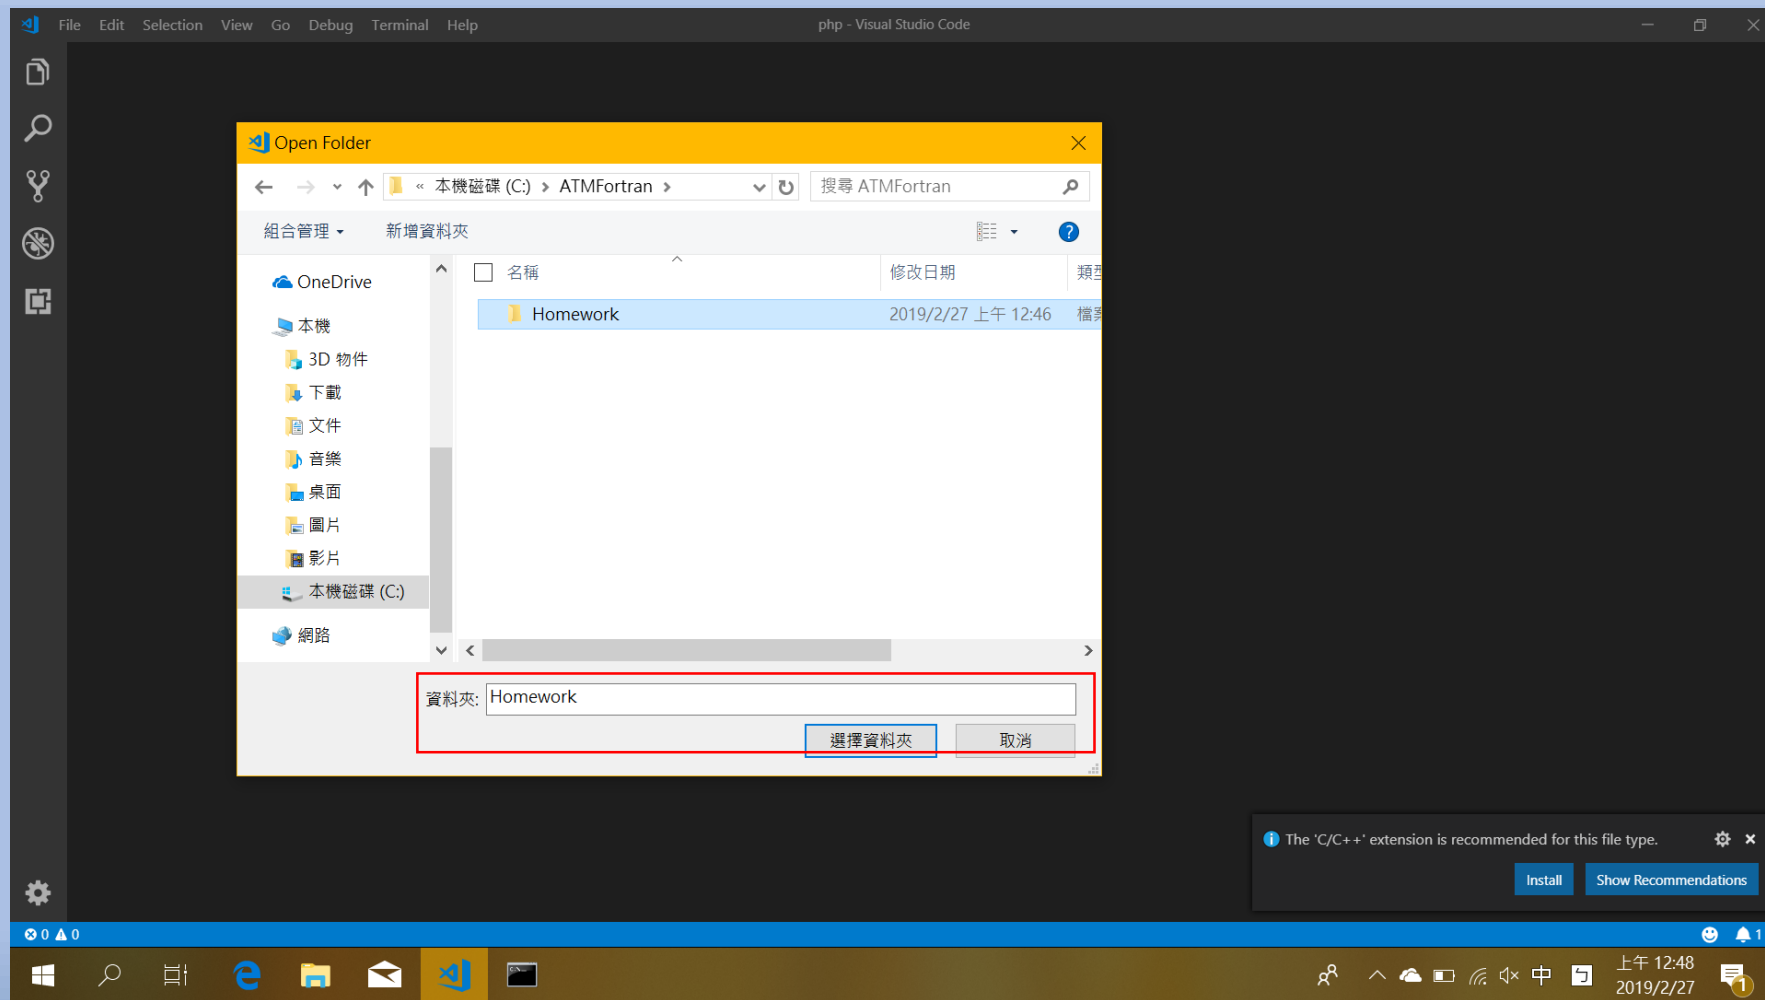 File Edit Selection View Go Debug Terminal Help php - Visual Studio Code
Open Folder
« 本機磁碟 (C:) › ATMFortran › 搜尋 ATMFortran
組合管理 新增資料夾
名稱 修改日期 類型
OneDrive
Homework 2019/2/27 上午 12:46 檔案
本機
3D 物件
下載
文件
音樂
桌面
圖片
影片
本機磁碟 (C:)
網路
資料夾: Homework
選擇資料夾 取消
The 'C/C++' extension is recommended for this file type.
Install Show Recommendations
0 0 1
中 上午 12:48
2019/2/27 1